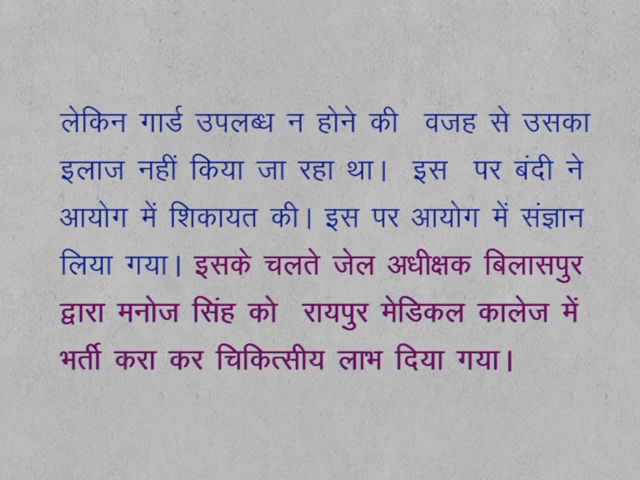 लेकिन गार्ड उपलब्ध न होने की वजह से उसका
इलाज नहीं किया जा रहा था। इस पर बंदी ने
आयोग में शिकायत की। इस पर आयोग में संज्ञान
लिया गया। इसके चलते जेल अधीक्षक बिलासपुर
द्वारा मनोज सिंह को रायपुर मेडिकल कालेज में
भर्ती करा कर चिकित्सीय लाभ दिया गया।